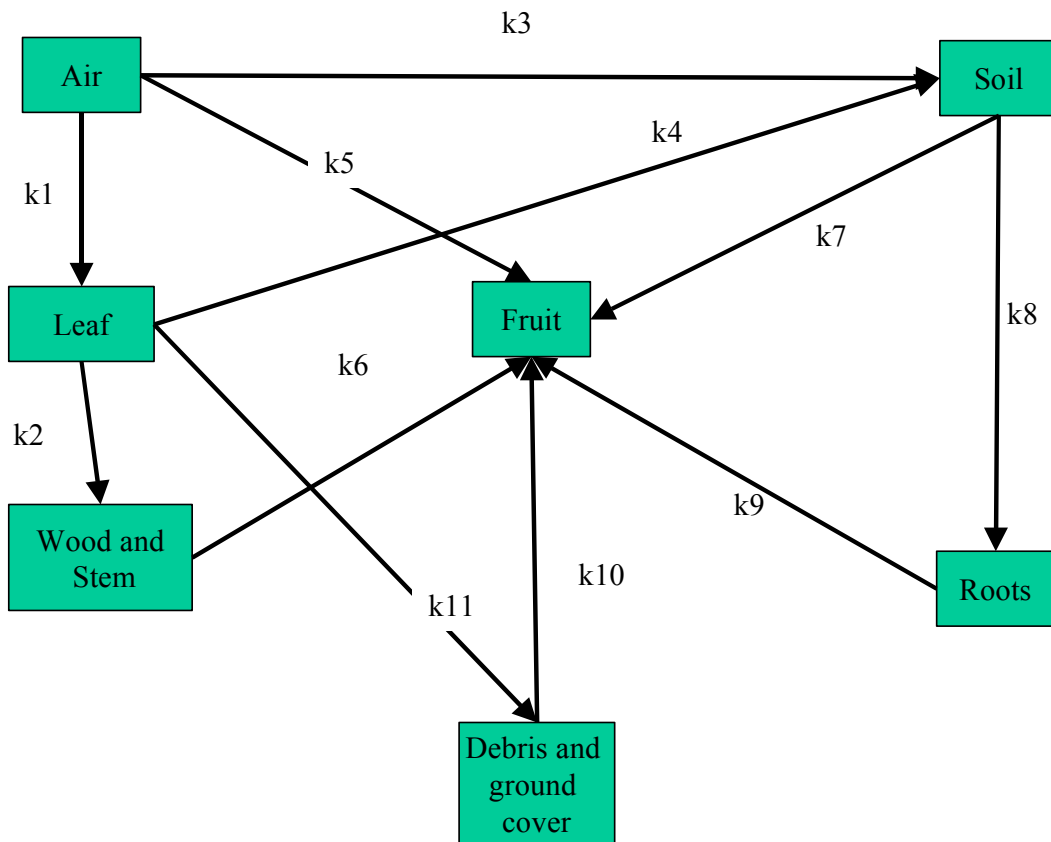 k3
Air
Soil
k4
k5
k1
k7
Leaf
Fruit
k8
k6
k2
k9
Wood and
Stem
k10
Roots
k11
Debris and
ground
cover